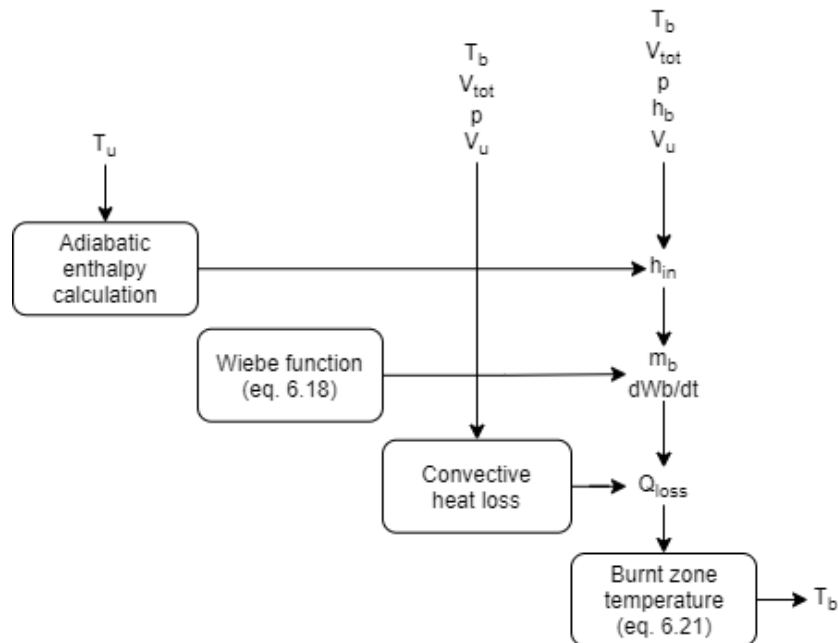 T_b
V_tot
p
h_b
V_u
T_b
V_tot
p
V_u
T_u
Adiabatic
enthalpy
calculation
h_in
Wiebe function
(eq. 6.18)
m_b
dWb/dt
Convective
heat loss
Q_loss
Burnt zone
temperature
(eq. 6.21)
T_b